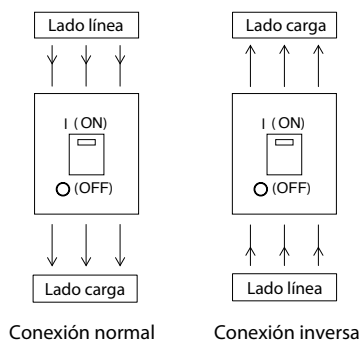 Lado línea
I (ON)
(OFF)
Lado carga
Conexión normal
Lado carga
I (ON)
(OFF)
Lado línea
Conexión inversa